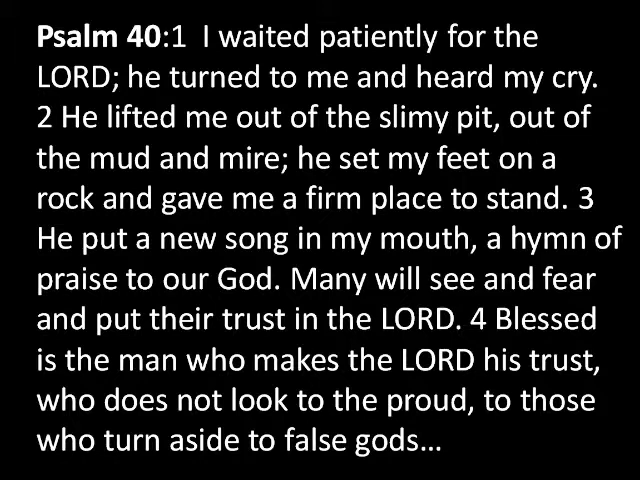 Psalm 40:1  I waited patiently for the
LORD; he turned to me and heard my cry.
2 He lifted me out of the slimy pit, out of
the mud and mire; he set my feet on a
rock and gave me a firm place to stand. 3
He put a new song in my mouth, a hymn of
praise to our God. Many will see and fear
and put their trust in the LORD. 4 Blessed
is the man who makes the LORD his trust,
who does not look to the proud, to those
who turn aside to false gods…